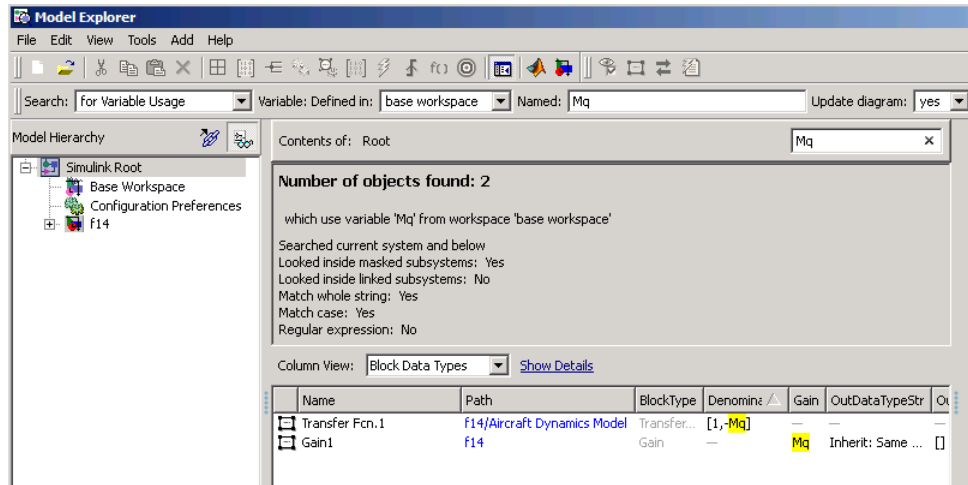 Model Explorer
File Edit View Tools Add Help
Search: for Variable Usage Variable: Defined in: base workspace Named: Mq Update diagram: yes
Model Hierarchy
Contents of: Root Mq
Simulink Root
Base Workspace
Configuration Preferences
f14
Number of objects found: 2
which use variable 'Mq' from workspace 'base workspace'
Searched current system and below
Looked inside masked subsystems: Yes
Looked inside linked subsystems: No
Match whole string: Yes
Match case: Yes
Regular expression: No
Column View: Block Data Types Show Details
Name Path BlockType Denomina Gain OutDataTypeStr Ou
Transfer Fcn.1 f14/Aircraft Dynamics Model Transfer... [1,-Mq] — — —
Gain1 f14 Gain — Mq Inherit: Same ... []